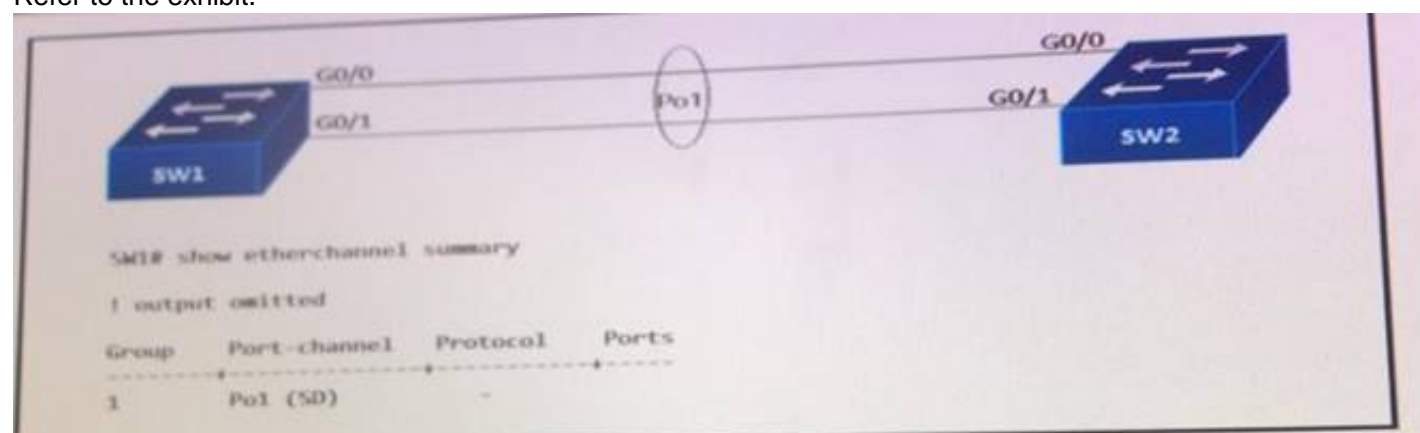 Refer to the exhibit.
G0/0
G0/0
Po1
G0/1
G0/1
SW2
SW1
SW1# show etherchannel summary
! output omitted
Group Port-channel Protocol Ports
--------+-------------+-----------+------
1 Po1 (SD) -